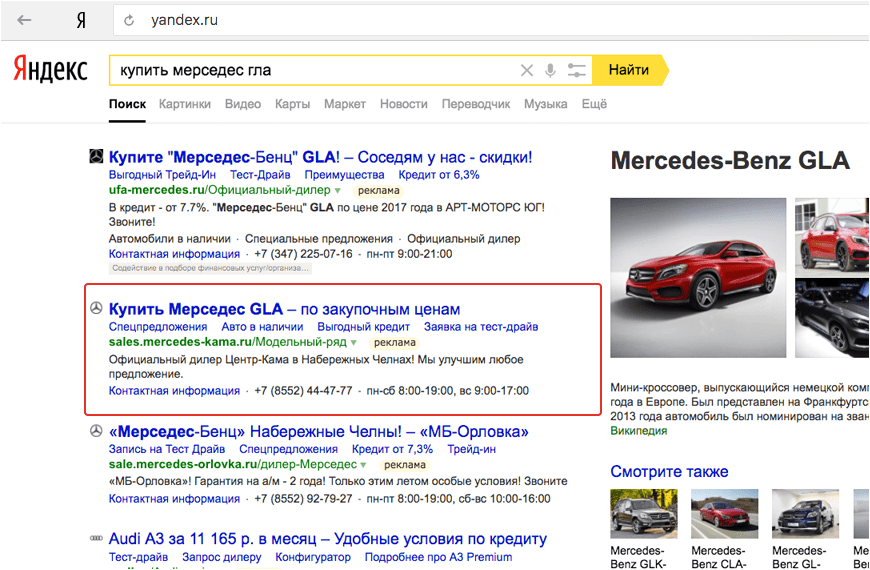 Я
yandex.ru
Яндекс
купить мерседес гла
Найти
Поиск Картинки Видео Карты Маркет Новости Переводчик Музыка Ещё
Купите "Мерседес-Бенц" GLA! – Соседям у нас - скидки!
Выгодный Трейд-Ин Тест-Драйв Преимущества Кредит от 6,3%
ufa-mercedes.ru/Официальный-дилер реклама
В кредит - от 7.7%. "Мерседес-Бенц" GLA по цене 2017 года в АРТ-МОТОРС ЮГ!
Звоните!
Автомобили в наличии · Специальные предложения · Официальный дилер
Контактная информация · +7 (347) 225-07-16 · пн-пт 9:00-21:00
Содействие в подборе финансовых услуг/организа...
Купить Мерседес GLA – по закупочным ценам
Спецпредложения Авто в наличии Выгодный кредит Заявка на тест-драйв
sales.mercedes-kama.ru/Модельный-ряд реклама
Официальный дилер Центр-Кама в Набережных Челнах! Мы улучшим любое
предложение.
Контактная информация · +7 (8552) 44-47-77 · пн-сб 8:00-19:00, вс 9:00-17:00
«Мерседес-Бенц» Набережные Челны! – «МБ-Орловка»
Запись на Тест Драйв Спецпредложения Кредит от 7,3% Трейд-ин
sale.mercedes-orlovka.ru/дилер-Мерседес реклама
«МБ-Орловка»! Гарантия на а/м - 2 года! Только этим летом особые условия! Звоните
Контактная информация · +7 (8552) 92-79-27 · пн-пт 8:00-19:00, сб-вс 10:00-16:00
Audi A3 за 11 165 р. в месяц – Удобные условия по кредиту
Тест-драйв Запрос дилеру Конфигуратор Подробнее про A3 Premium
Mercedes-Benz GLA
Мини-кроссовер, выпускающийся немецкой комп
года в Европе. Был представлен на Франкфуртс
2013 года автомобиль был номинирован на зван
Википедия
Смотрите также
Mercedes-
Benz GLK-
Mercedes-
Benz CLA-
Mercedes-
Benz GL-
Me
Be